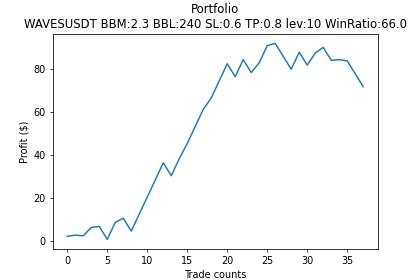 Portfolio
WAVESUSDT BBM:2.3 BBL:240 SL:0.6 TP:0.8 lev:10 WinRatio:66.0
Profit ($)
80
60
40
20
0
0 5 10 15 20 25 30 35
Trade counts